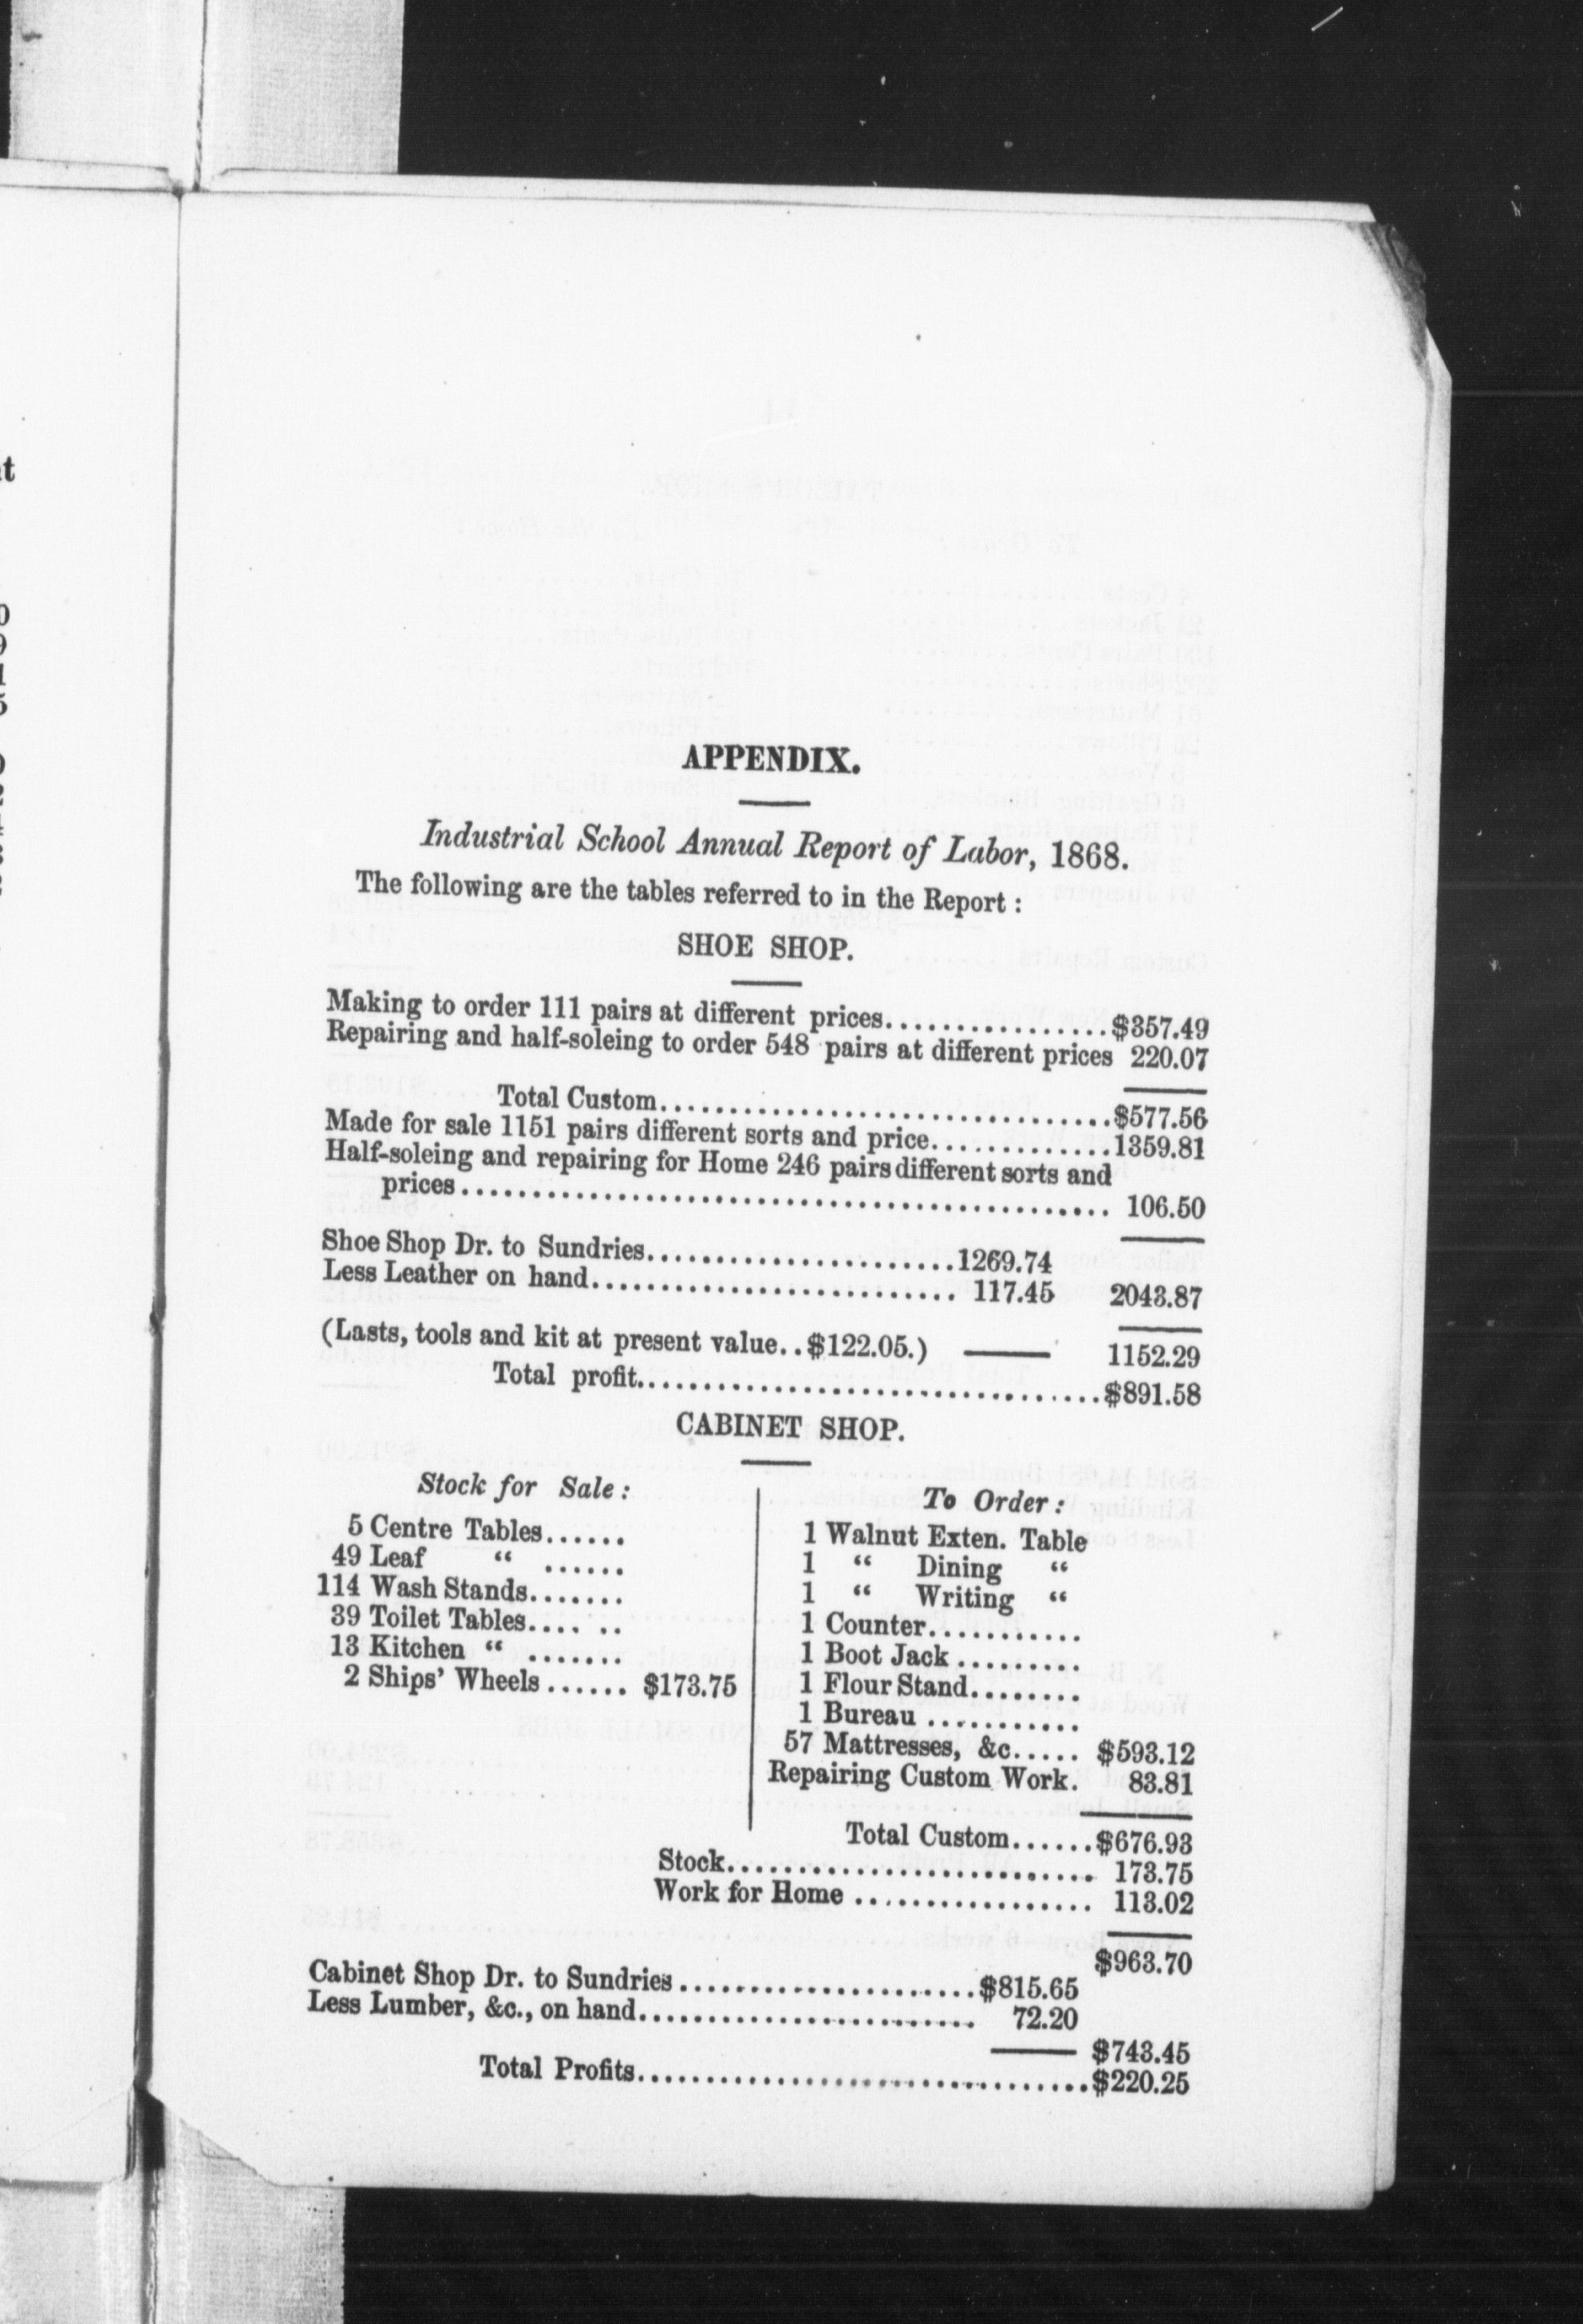 APPENDIX.
Industrial School Annual Report of Labor, 1868.
The following are the tables referred to in the Report :
SHOE SHOP.
Making to order 111 pairs at different prices................$357.49
Repairing and half-soleing to order 548 pairs at different prices 220.07
Total Custom................................$577.56
Made for sale 1151 pairs different sorts and price.............1359.81
Half-soleing and repairing for Home 246 pairs different sorts and
prices.............................................. 106.50
Shoe Shop Dr. to Sundries......................1269.74
Less Leather on hand.......................... 117.45 2043.87
(Lasts, tools and kit at present value..$122.05.) 1152.29
Total profit.................................$891.58
CABINET SHOP.
Stock for Sale :
5 Centre Tables......
49 Leaf “ ......
114 Wash Stands.......
39 Toilet Tables.... ..
13 Kitchen “ .......
2 Ships' Wheels ...... $173.75
To Order :
1 Walnut Exten. Table
1 “ Dining “
1 “ Writing “
1 Counter...........
1 Boot Jack .........
1 Flour Stand........
1 Bureau ...........
57 Mattresses, &c..... $593.12
Repairing Custom Work. 83.81
Total Custom......$676.93
Stock.......................... 173.75
Work for Home ................. 113.02
$963.70
Cabinet Shop Dr. to Sundries .....................$815.65
Less Lumber, &c., on hand........................ 72.20
$743.45
Total Profits................................$220.25